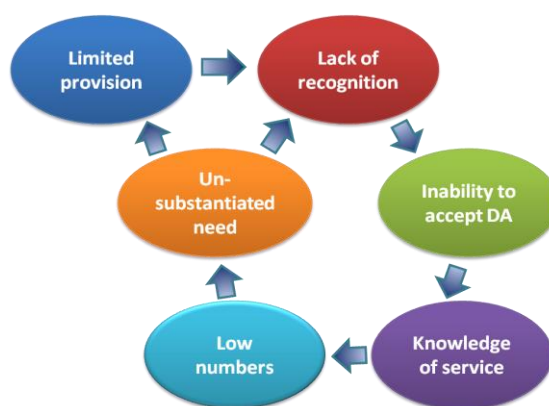 Limited
provision
Lack of
recognition
Un-
substantiated
need
Inability to
accept DA
Low
numbers
Knowledge
of service